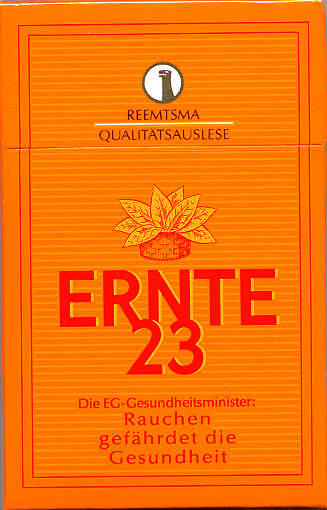 REEMTSMA
QUALITÄTSAUSLESE
ERNTE
23
Die EG-Gesundheitsminister:
Rauchen
gefährdet die
Gesundheit